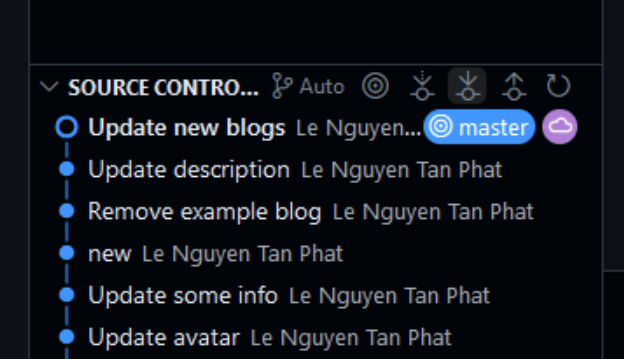 SOURCE CONTRO... Auto
Update new blogs Le Nguyen... master
Update description Le Nguyen Tan Phat
Remove example blog Le Nguyen Tan Phat
new Le Nguyen Tan Phat
Update some info Le Nguyen Tan Phat
Update avatar Le Nguyen Tan Phat